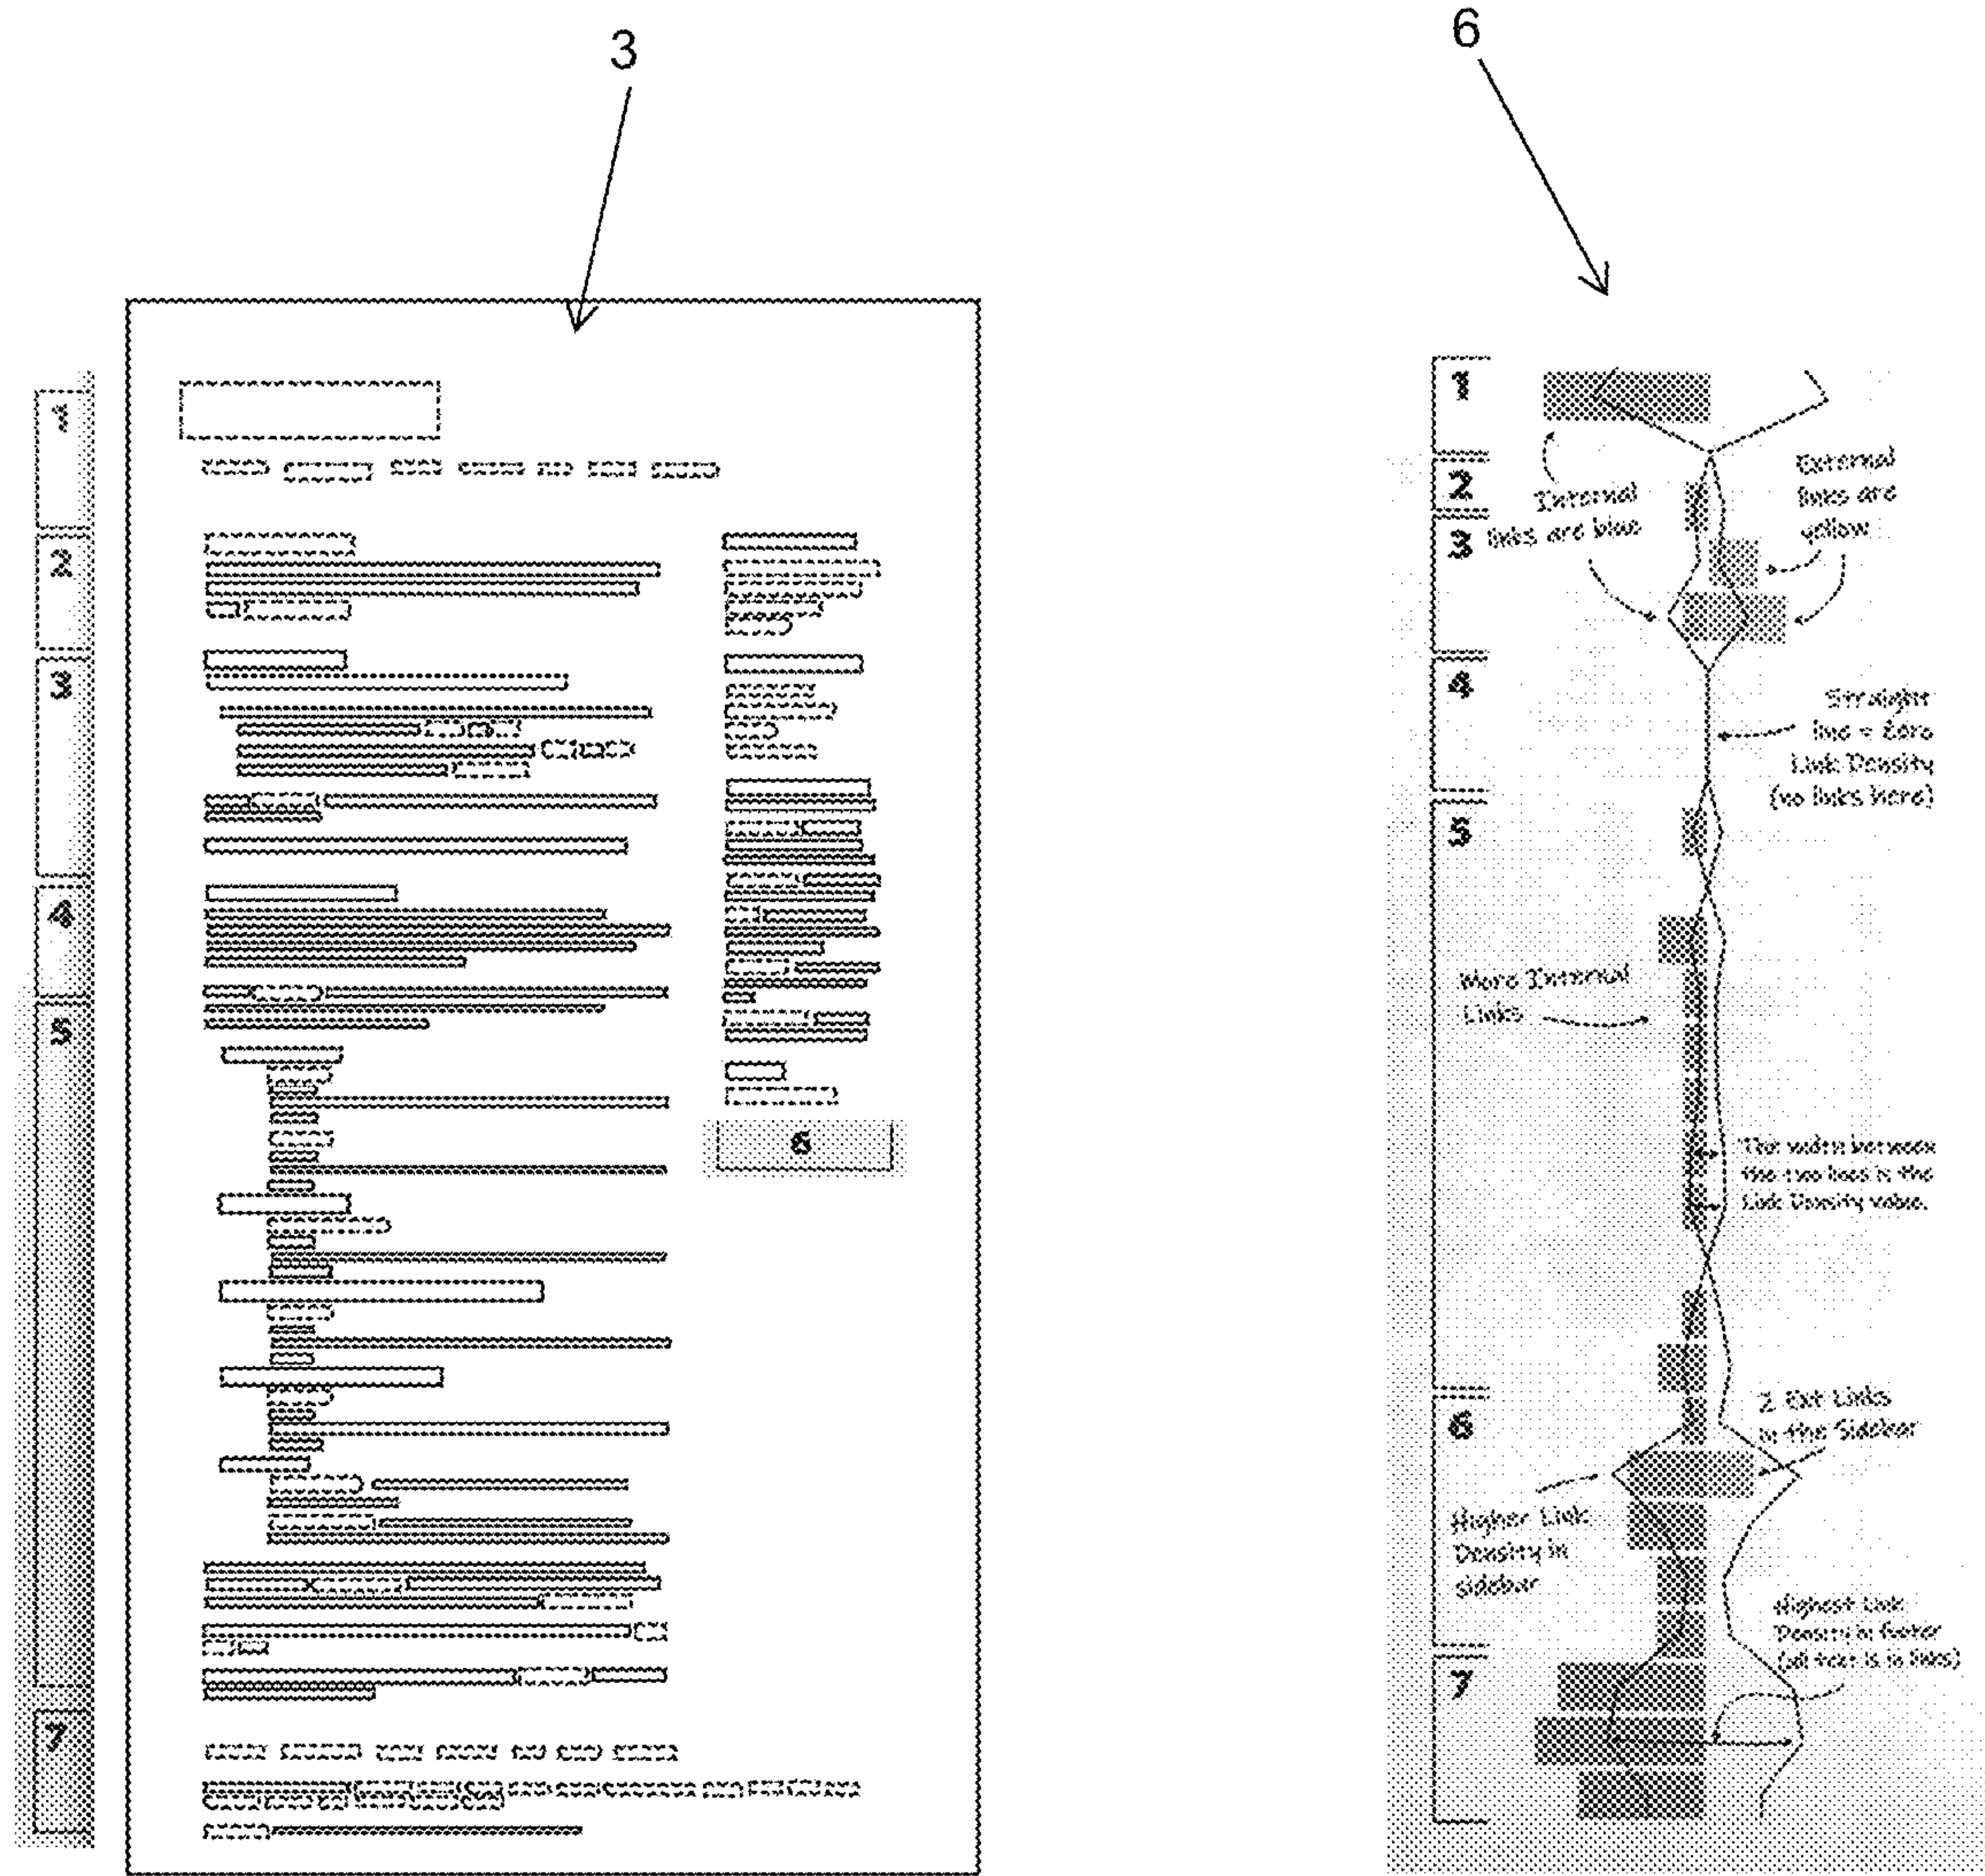 3
6
1
2
3
4
5
6
7
1
2
3
4
5
6
7
Internal
links are blue
External
links are
yellow
Straight
line = Zero
Link Density
(no links here)
More Internal
Links
The width between
the two lines is the
Link Density value.
2 Ext Links
in the Sidebar
Higher Link
Density in
sidebar
Highest Link
Density in footer
(all text is in links)